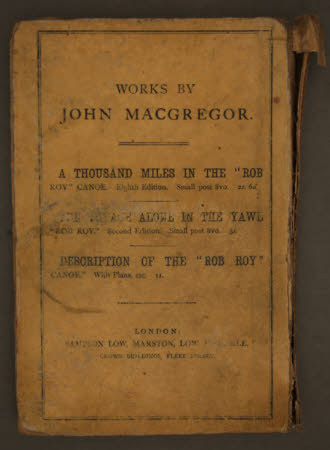 WORKS BY
JOHN MACGREGOR.
A THOUSAND MILES IN THE "ROB
ROY" CANOE. Eighth Edition. Small post 8vo. 2s. 6d
ALONE IN THE YAWL
"ROB ROY." Second Edition. Small post 8vo. 5s.
DESCRIPTION OF THE "ROB ROY"
CANOE." With Plans, etc. 1s.
LONDON:
SAMPSON LOW, MARSTON, LOW,
CROWN BUILDINGS, FLEET STREET.